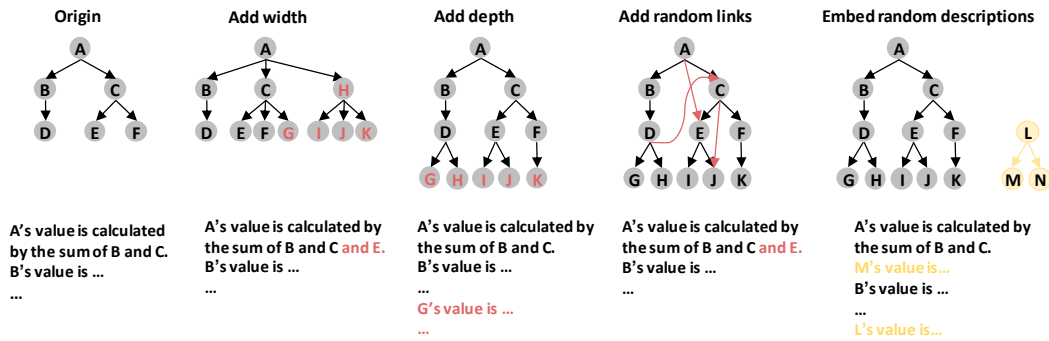 Origin
A
B C
D E F
A's value is calculated
by the sum of B and C.
B's value is ...
...
Add width
A
B C H
D E F G I J K
A's value is calculated by
the sum of B and C and E.
B's value is ...
...
Add depth
A
B C
D E F
G H I J K
A's value is calculated by
the sum of B and C.
B's value is ...
...
G's value is ...
...
Add random links
A
B C
D E F
G H I J K
A's value is calculated by
the sum of B and C and E.
B's value is ...
...
Embed random descriptions
A
B C
D E F L
G H I J K M N
A's value is calculated by
the sum of B and C.
M's value is...
B's value is ...
...
L's value is...